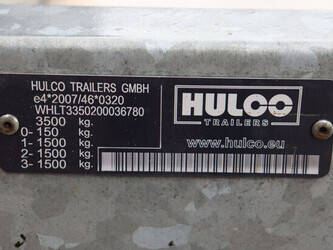 HULCO TRAILERS GMBH
e4*2007/46*0320
WHLT3350200036780
3500 kg.
0- 150 kg.
1- 1500 kg.
2- 1500 kg.
3- 1500 kg.
HULCO
TRAILERS
www.hulco.eu